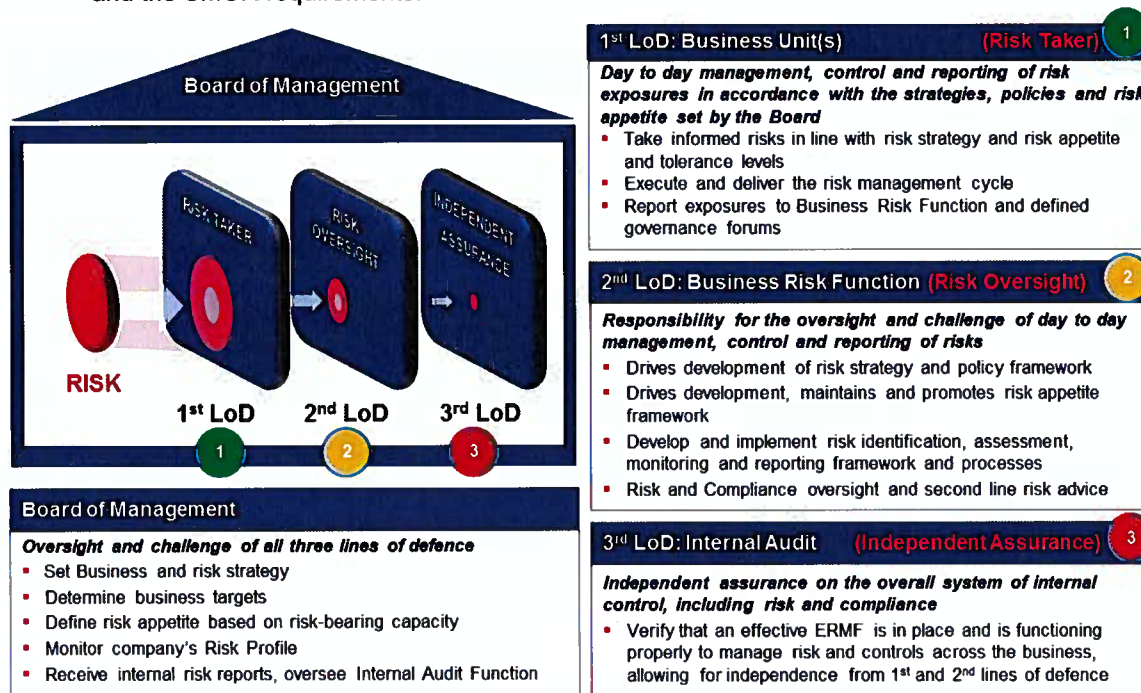 Board of Management
RISK TAKER
RISK
OVERSIGHT
INDEPENDENT
ASSURANCE
RISK
1st LoD 2nd LoD 3rd LoD
1 2 3
Board of Management
Oversight and challenge of all three lines of defence
▪ Set Business and risk strategy
▪ Determine business targets
▪ Define risk appetite based on risk-bearing capacity
▪ Monitor company's Risk Profile
▪ Receive internal risk reports, oversee Internal Audit Function
1st LoD: Business Unit(s) (Risk Taker) 1
Day to day management, control and reporting of risk
exposures in accordance with the strategies, policies and risk
appetite set by the Board
▪ Take informed risks in line with risk strategy and risk appetite
and tolerance levels
▪ Execute and deliver the risk management cycle
▪ Report exposures to Business Risk Function and defined
governance forums
2nd LoD: Business Risk Function (Risk Oversight) 2
Responsibility for the oversight and challenge of day to day
management, control and reporting of risks
▪ Drives development of risk strategy and policy framework
▪ Drives development, maintains and promotes risk appetite
framework
▪ Develop and implement risk identification, assessment,
monitoring and reporting framework and processes
▪ Risk and Compliance oversight and second line risk advice
3rd LoD: Internal Audit (Independent Assurance) 3
Independent assurance on the overall system of internal
control, including risk and compliance
▪ Verify that an effective ERMF is in place and is functioning
properly to manage risk and controls across the business,
allowing for independence from 1st and 2nd lines of defence